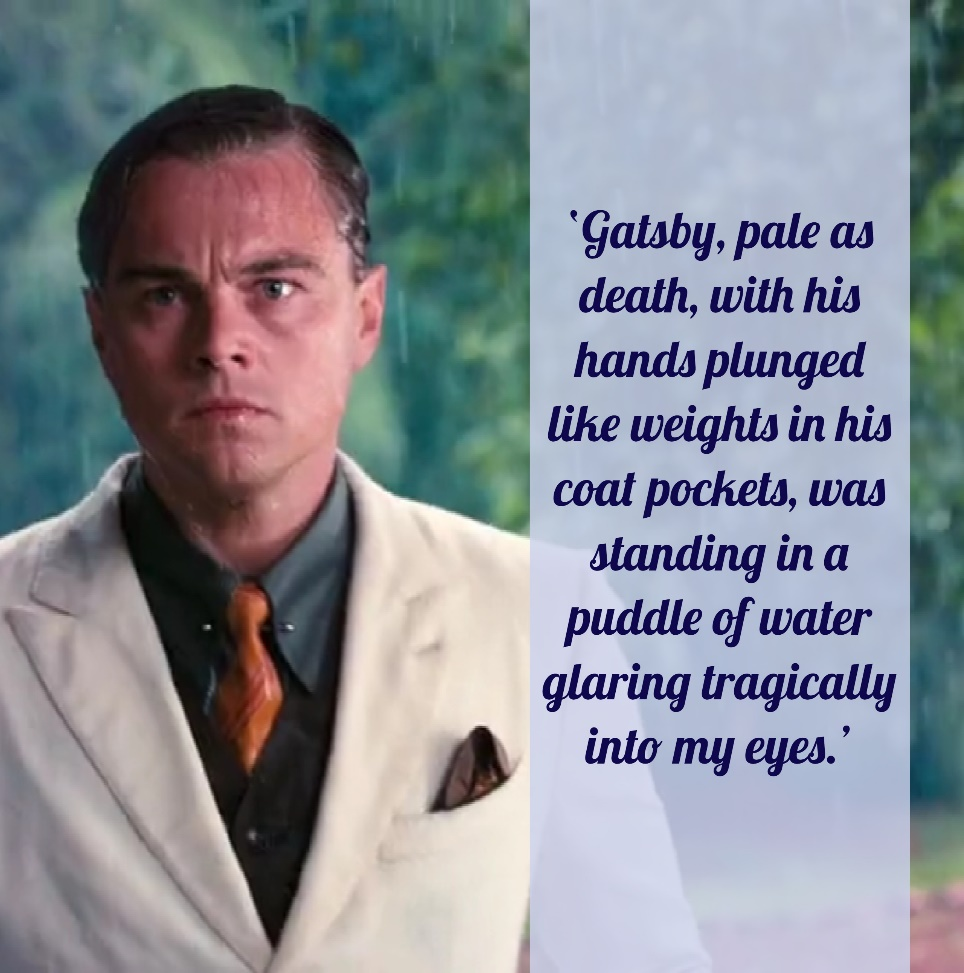 ‘Gatsby, pale as
death, with his
hands plunged
like weights in his
coat pockets, was
standing in a
puddle of water
glaring tragically
into my eyes.’